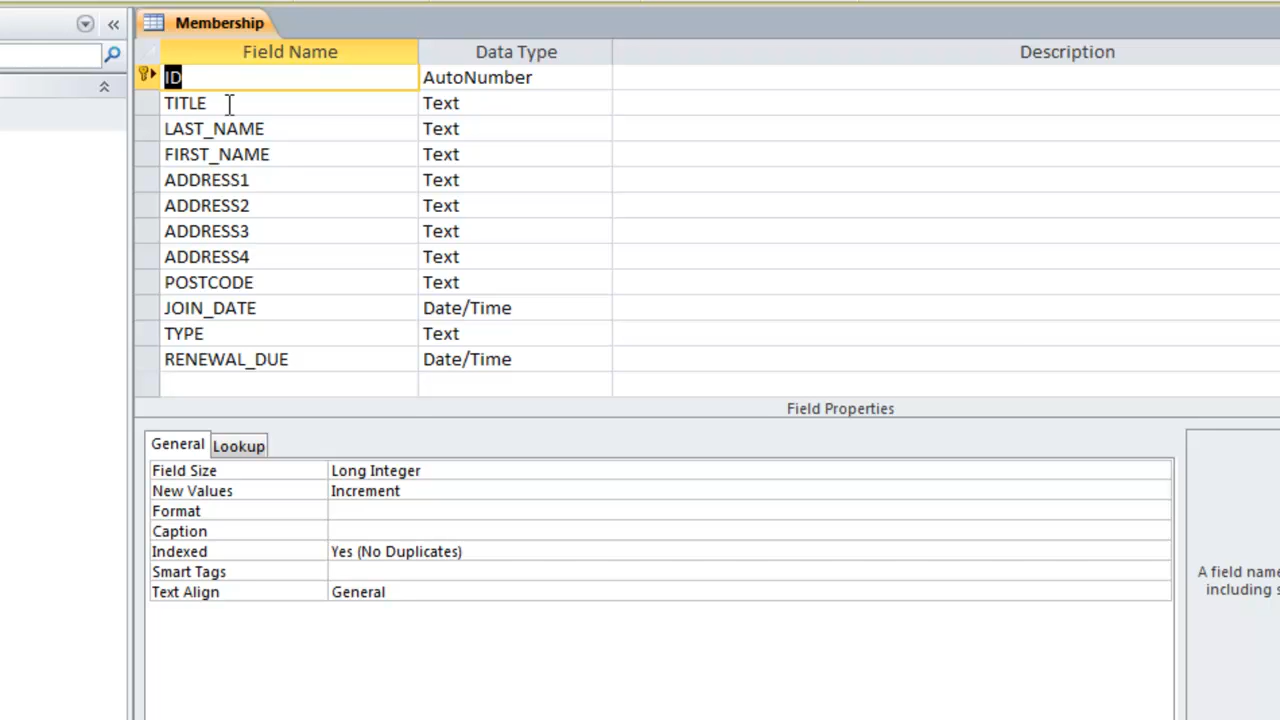 Membership
Field Name Data Type Description
ID AutoNumber
TITLE Text
LAST_NAME Text
FIRST_NAME Text
ADDRESS1 Text
ADDRESS2 Text
ADDRESS3 Text
ADDRESS4 Text
POSTCODE Text
JOIN_DATE Date/Time
TYPE Text
RENEWAL_DUE Date/Time
Field Properties
General Lookup
Field Size Long Integer
New Values Increment
Format
Caption
Indexed Yes (No Duplicates)
Smart Tags
Text Align General
A field name
including s